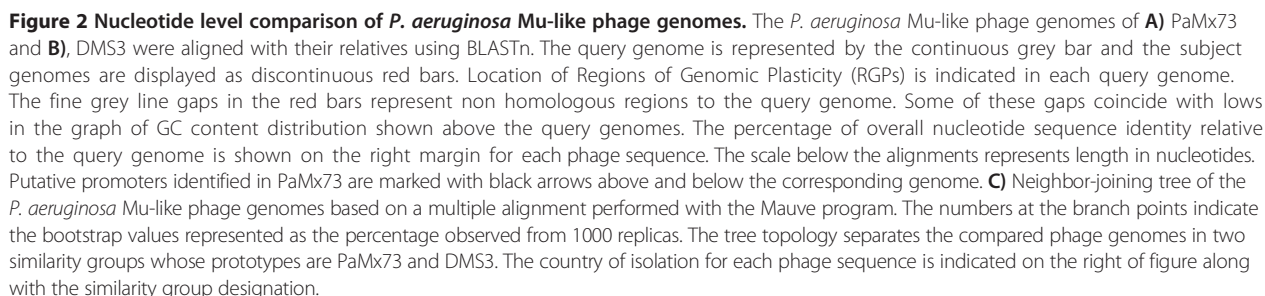 Figure 2 Nucleotide level comparison of P. aeruginosa Mu-like phage genomes. The P. aeruginosa Mu-like phage genomes of A) PaMx73
and B), DMS3 were aligned with their relatives using BLASTn. The query genome is represented by the continuous grey bar and the subject
genomes are displayed as discontinuous red bars. Location of Regions of Genomic Plasticity (RGPs) is indicated in each query genome.
The fine grey line gaps in the red bars represent non homologous regions to the query genome. Some of these gaps coincide with lows
in the graph of GC content distribution shown above the query genomes. The percentage of overall nucleotide sequence identity relative
to the query genome is shown on the right margin for each phage sequence. The scale below the alignments represents length in nucleotides.
Putative promoters identified in PaMx73 are marked with black arrows above and below the corresponding genome. C) Neighbor-joining tree of the
P. aeruginosa Mu-like phage genomes based on a multiple alignment performed with the Mauve program. The numbers at the branch points indicate
the bootstrap values represented as the percentage observed from 1000 replicas. The tree topology separates the compared phage genomes in two
similarity groups whose prototypes are PaMx73 and DMS3. The country of isolation for each phage sequence is indicated on the right of figure along
with the similarity group designation.